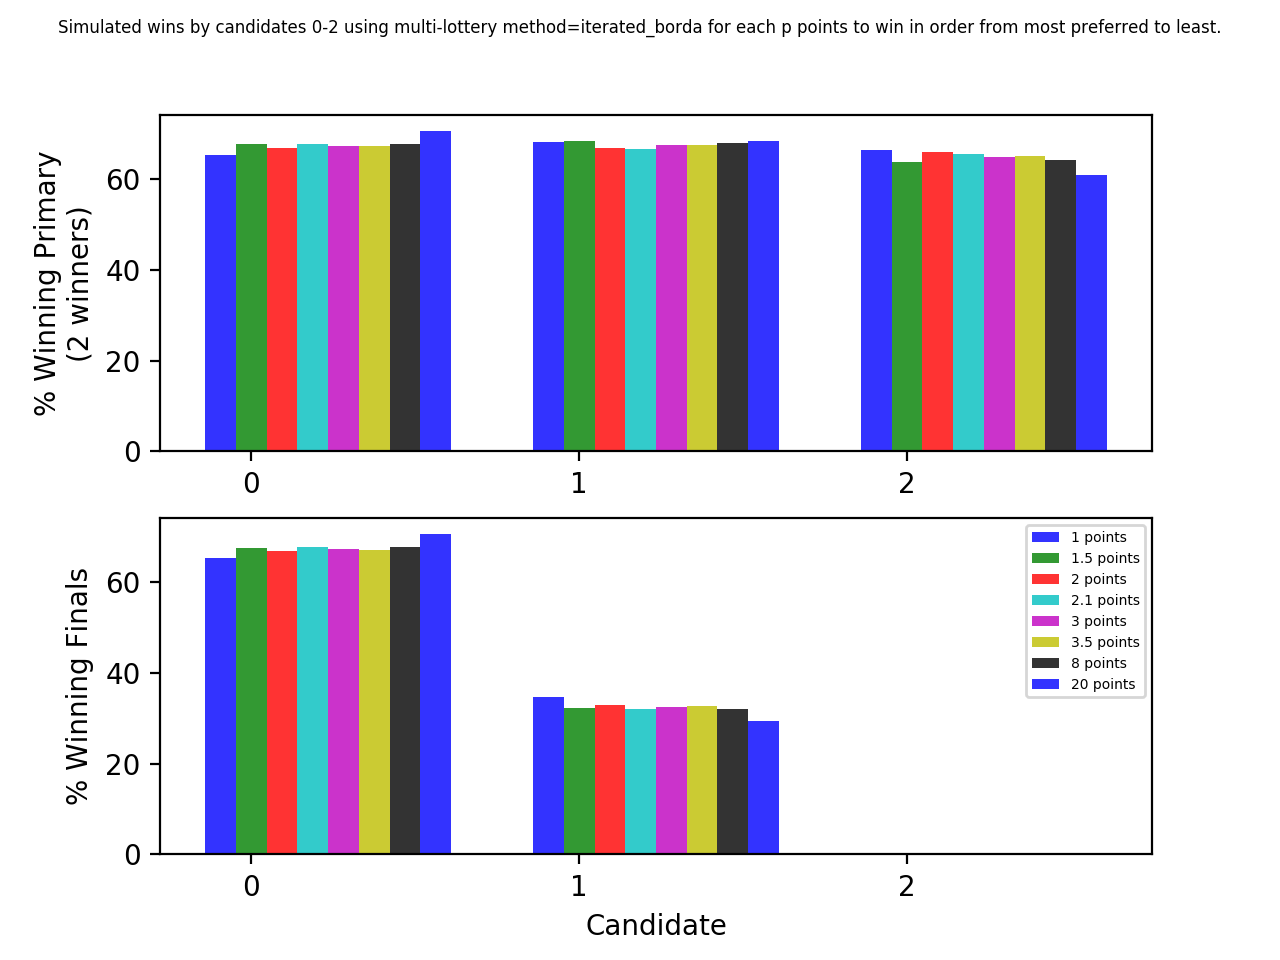 Simulated wins by candidates 0-2 using multi-lottery method=iterated_borda for each p points to win in order from most preferred to least.
% Winning Primary
(2 winners)
60
40
20
0
0 1 2
% Winning Finals
60
40
20
0
1 points
1.5 points
2 points
2.1 points
3 points
3.5 points
8 points
20 points
0 1 2
Candidate